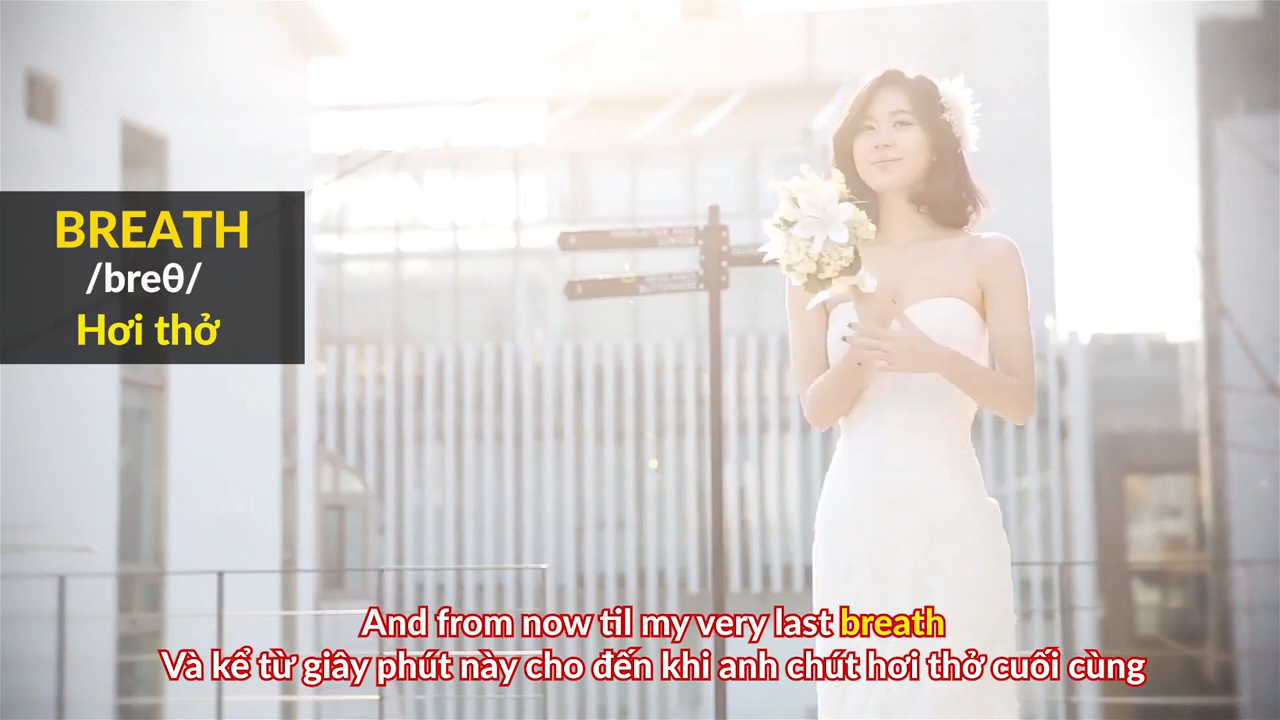 BREATH
/breθ/
Hơi thở
And from now til my very last breath
Và kể từ giây phút này cho đến khi anh chút hơi thở cuối cùng